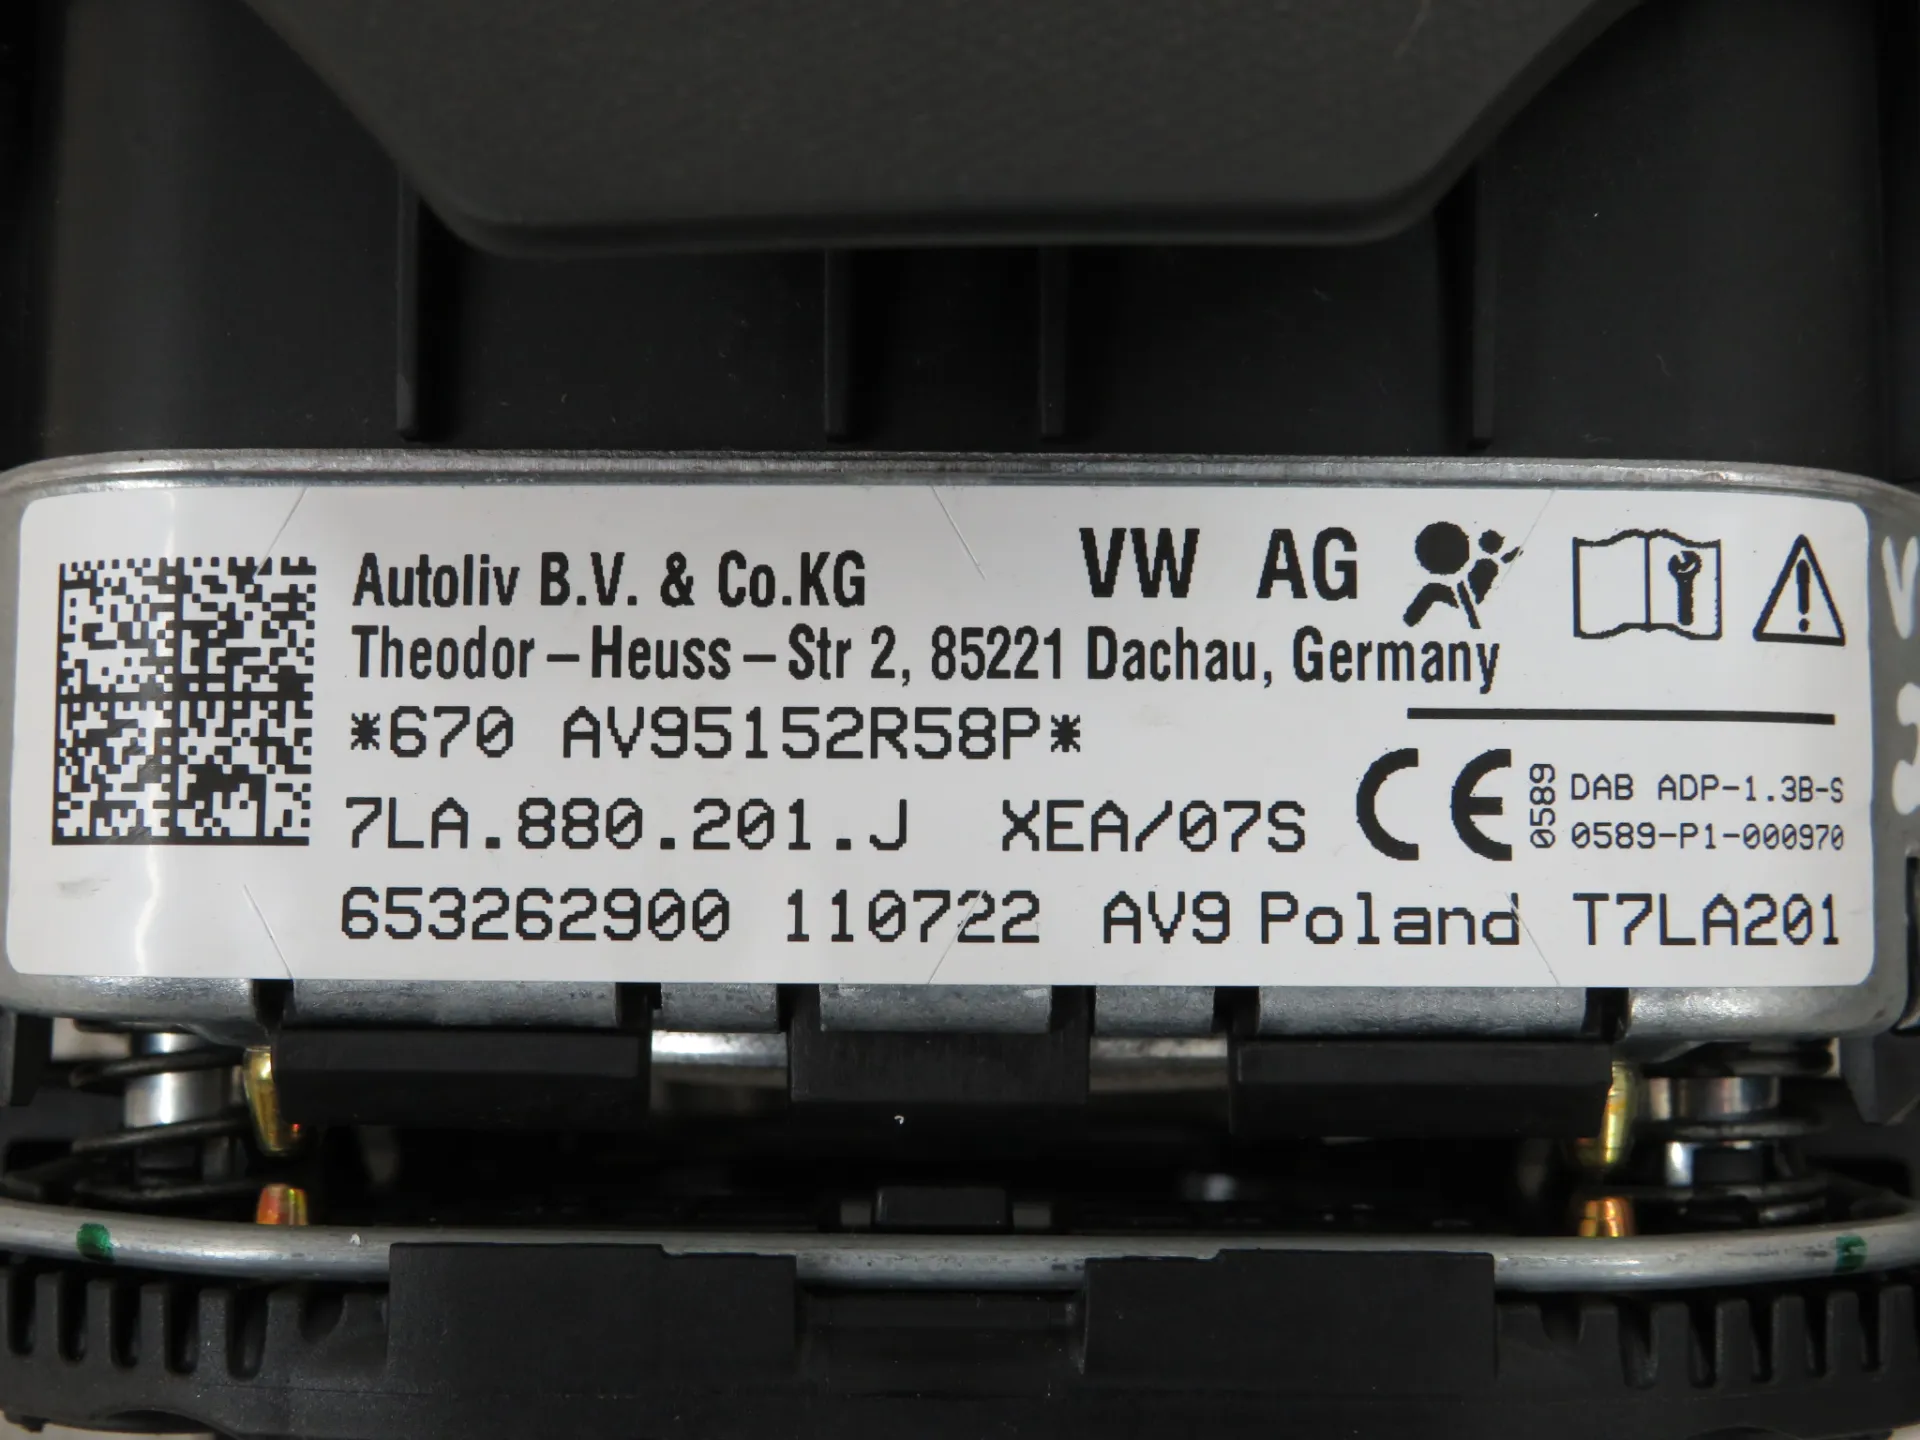 VW AG
Autoliv B.V. & Co.KG
Theodor-Heuss-Str 2, 85221 Dachau, Germany
*670 AV95152R58P*
7LA.880.201.J XEA/07S CE 0589 DAB ADP-1.3B-S
0589-P1-000970
653262900 110722 AV9 Poland T7LA201